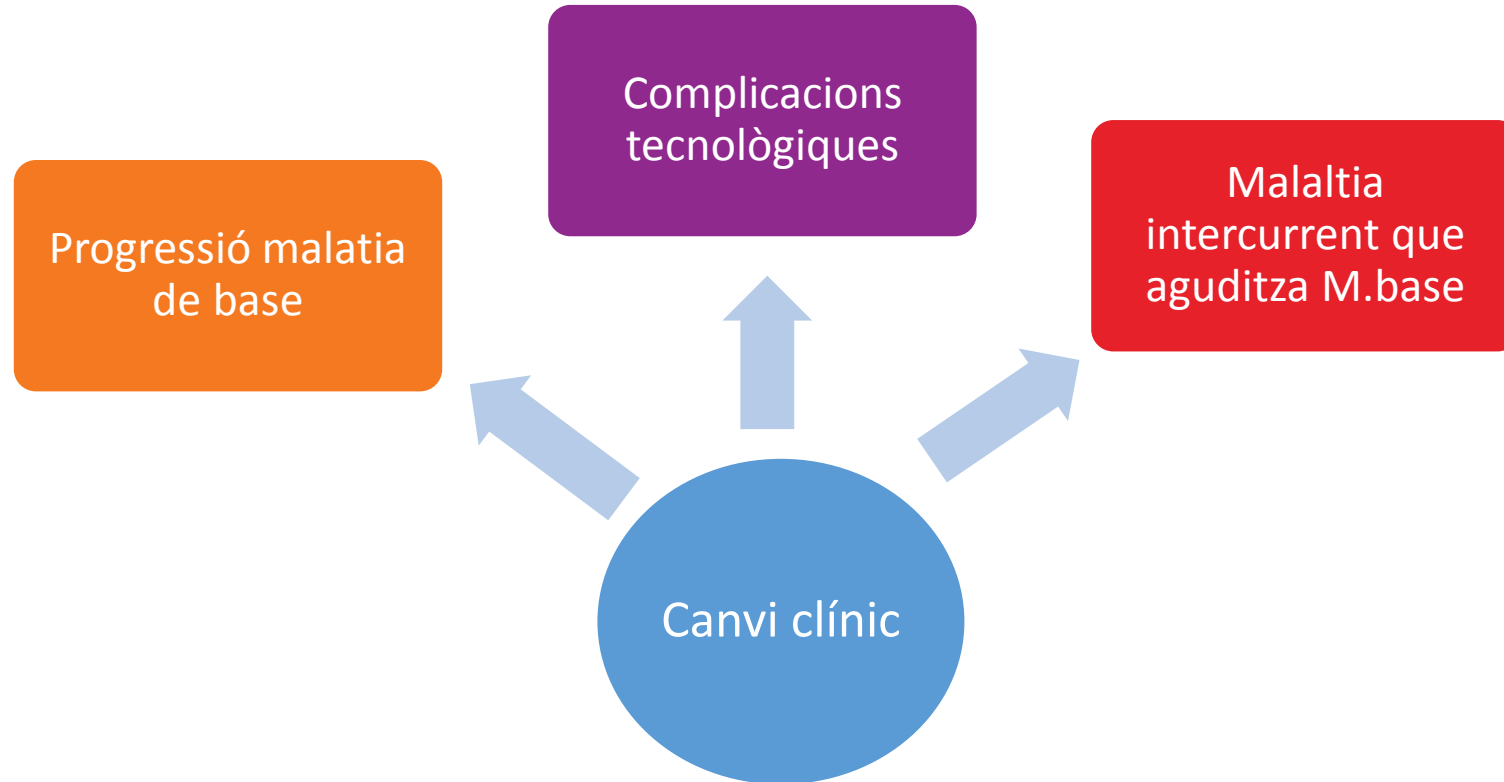 Complicacions
tecnològiques
Progressió malatia
de base
Malaltia
intercurrent que
aguditza M.base
Canvi clínic